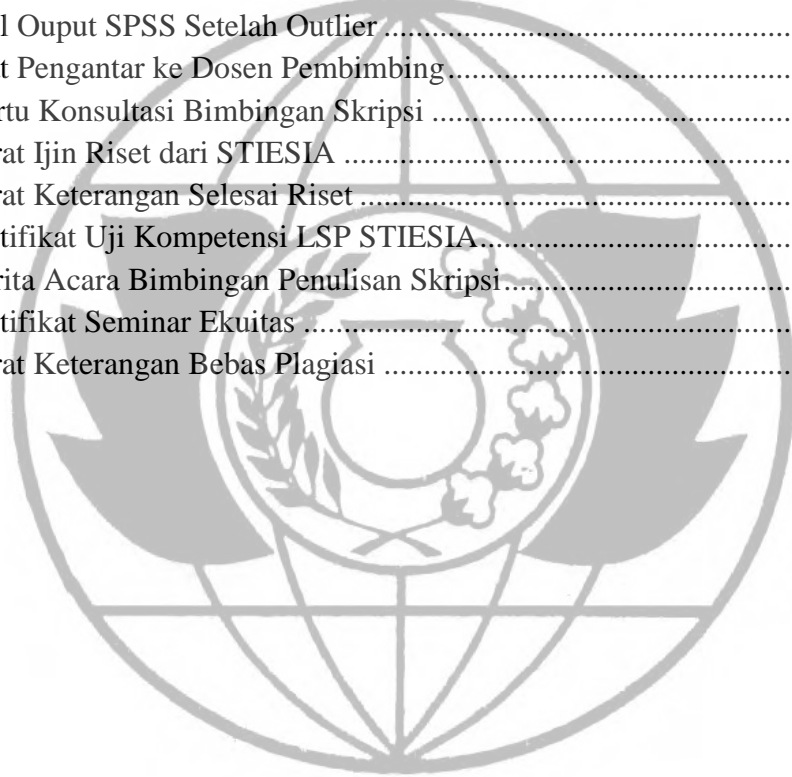 l Ouput SPSS Setelah Outlier ..................................................
t Pengantar ke Dosen Pembimbing..........................................
rtu Konsultasi Bimbingan Skripsi ............................................
rat Ijin Riset dari STIESIA .......................................................
rat Keterangan Selesai Riset .....................................................
tifikat Uji Kompetensi LSP STIESIA......................................
rita Acara Bimbingan Penulisan Skripsi...................................
tifikat Seminar Ekuitas ............................................................
rat Keterangan Bebas Plagiasi ..................................................